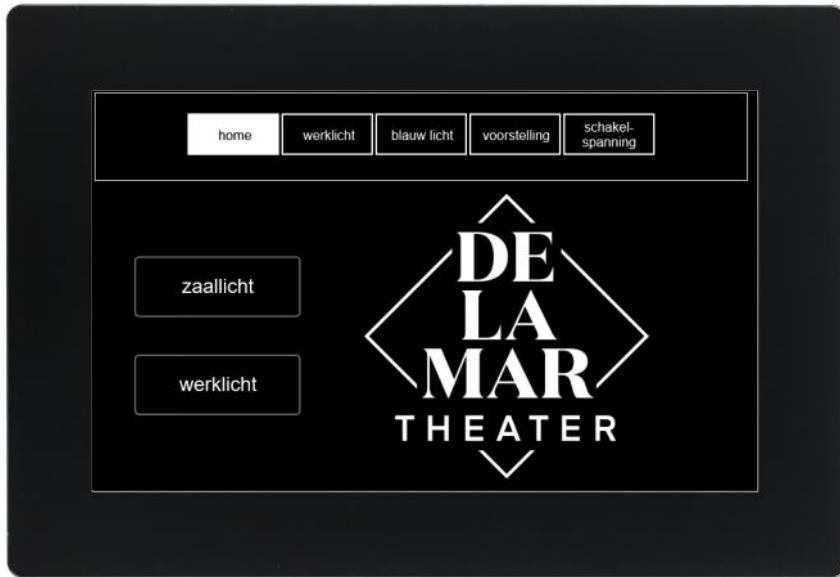 home
werklicht
blauw licht
voorstelling
schakel-
spanning
zaallicht
werklicht
DE
LA
MAR
THEATER